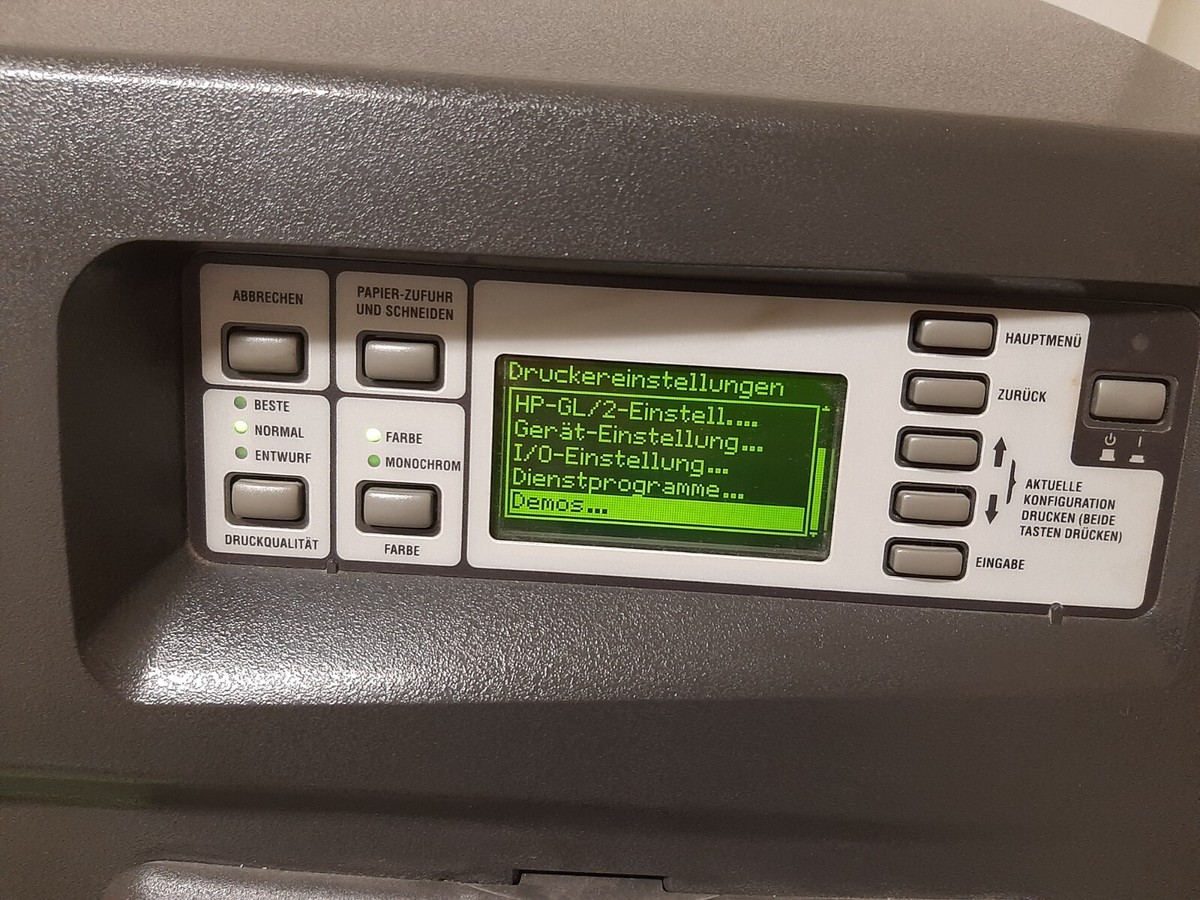 ABBRECHEN
PAPIER-ZUFUHR
UND SCHNEIDEN
BESTE
NORMAL
ENTWURF
DRUCKQUALITÄT
FARBE
MONOCHROM
FARBE
Druckereinstellungen
HP-GL/2-Einstell....
Gerät-Einstellung...
I/O-Einstellung...
Dienstprogramme...
Demos...
HAUPTMENÜ
ZURÜCK
AKTUELLE
KONFIGURATION
DRUCKEN (BEIDE
TASTEN DRÜCKEN)
EINGABE